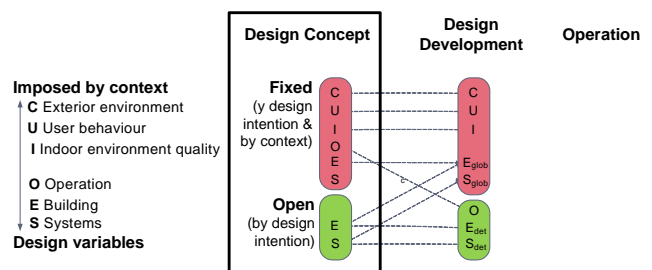 Design Concept
Design
Development
Operation
Imposed by context
C Exterior environment
U User behaviour
I Indoor environment quality
O Operation
E Building
S Systems
Design variables
Fixed
(y design
intention &
by context)
C
U
I
O
E
S
Open
(by design
intention)
E
S
c
C
U
I
Eglob
Sglob
O
Edet
Sdet